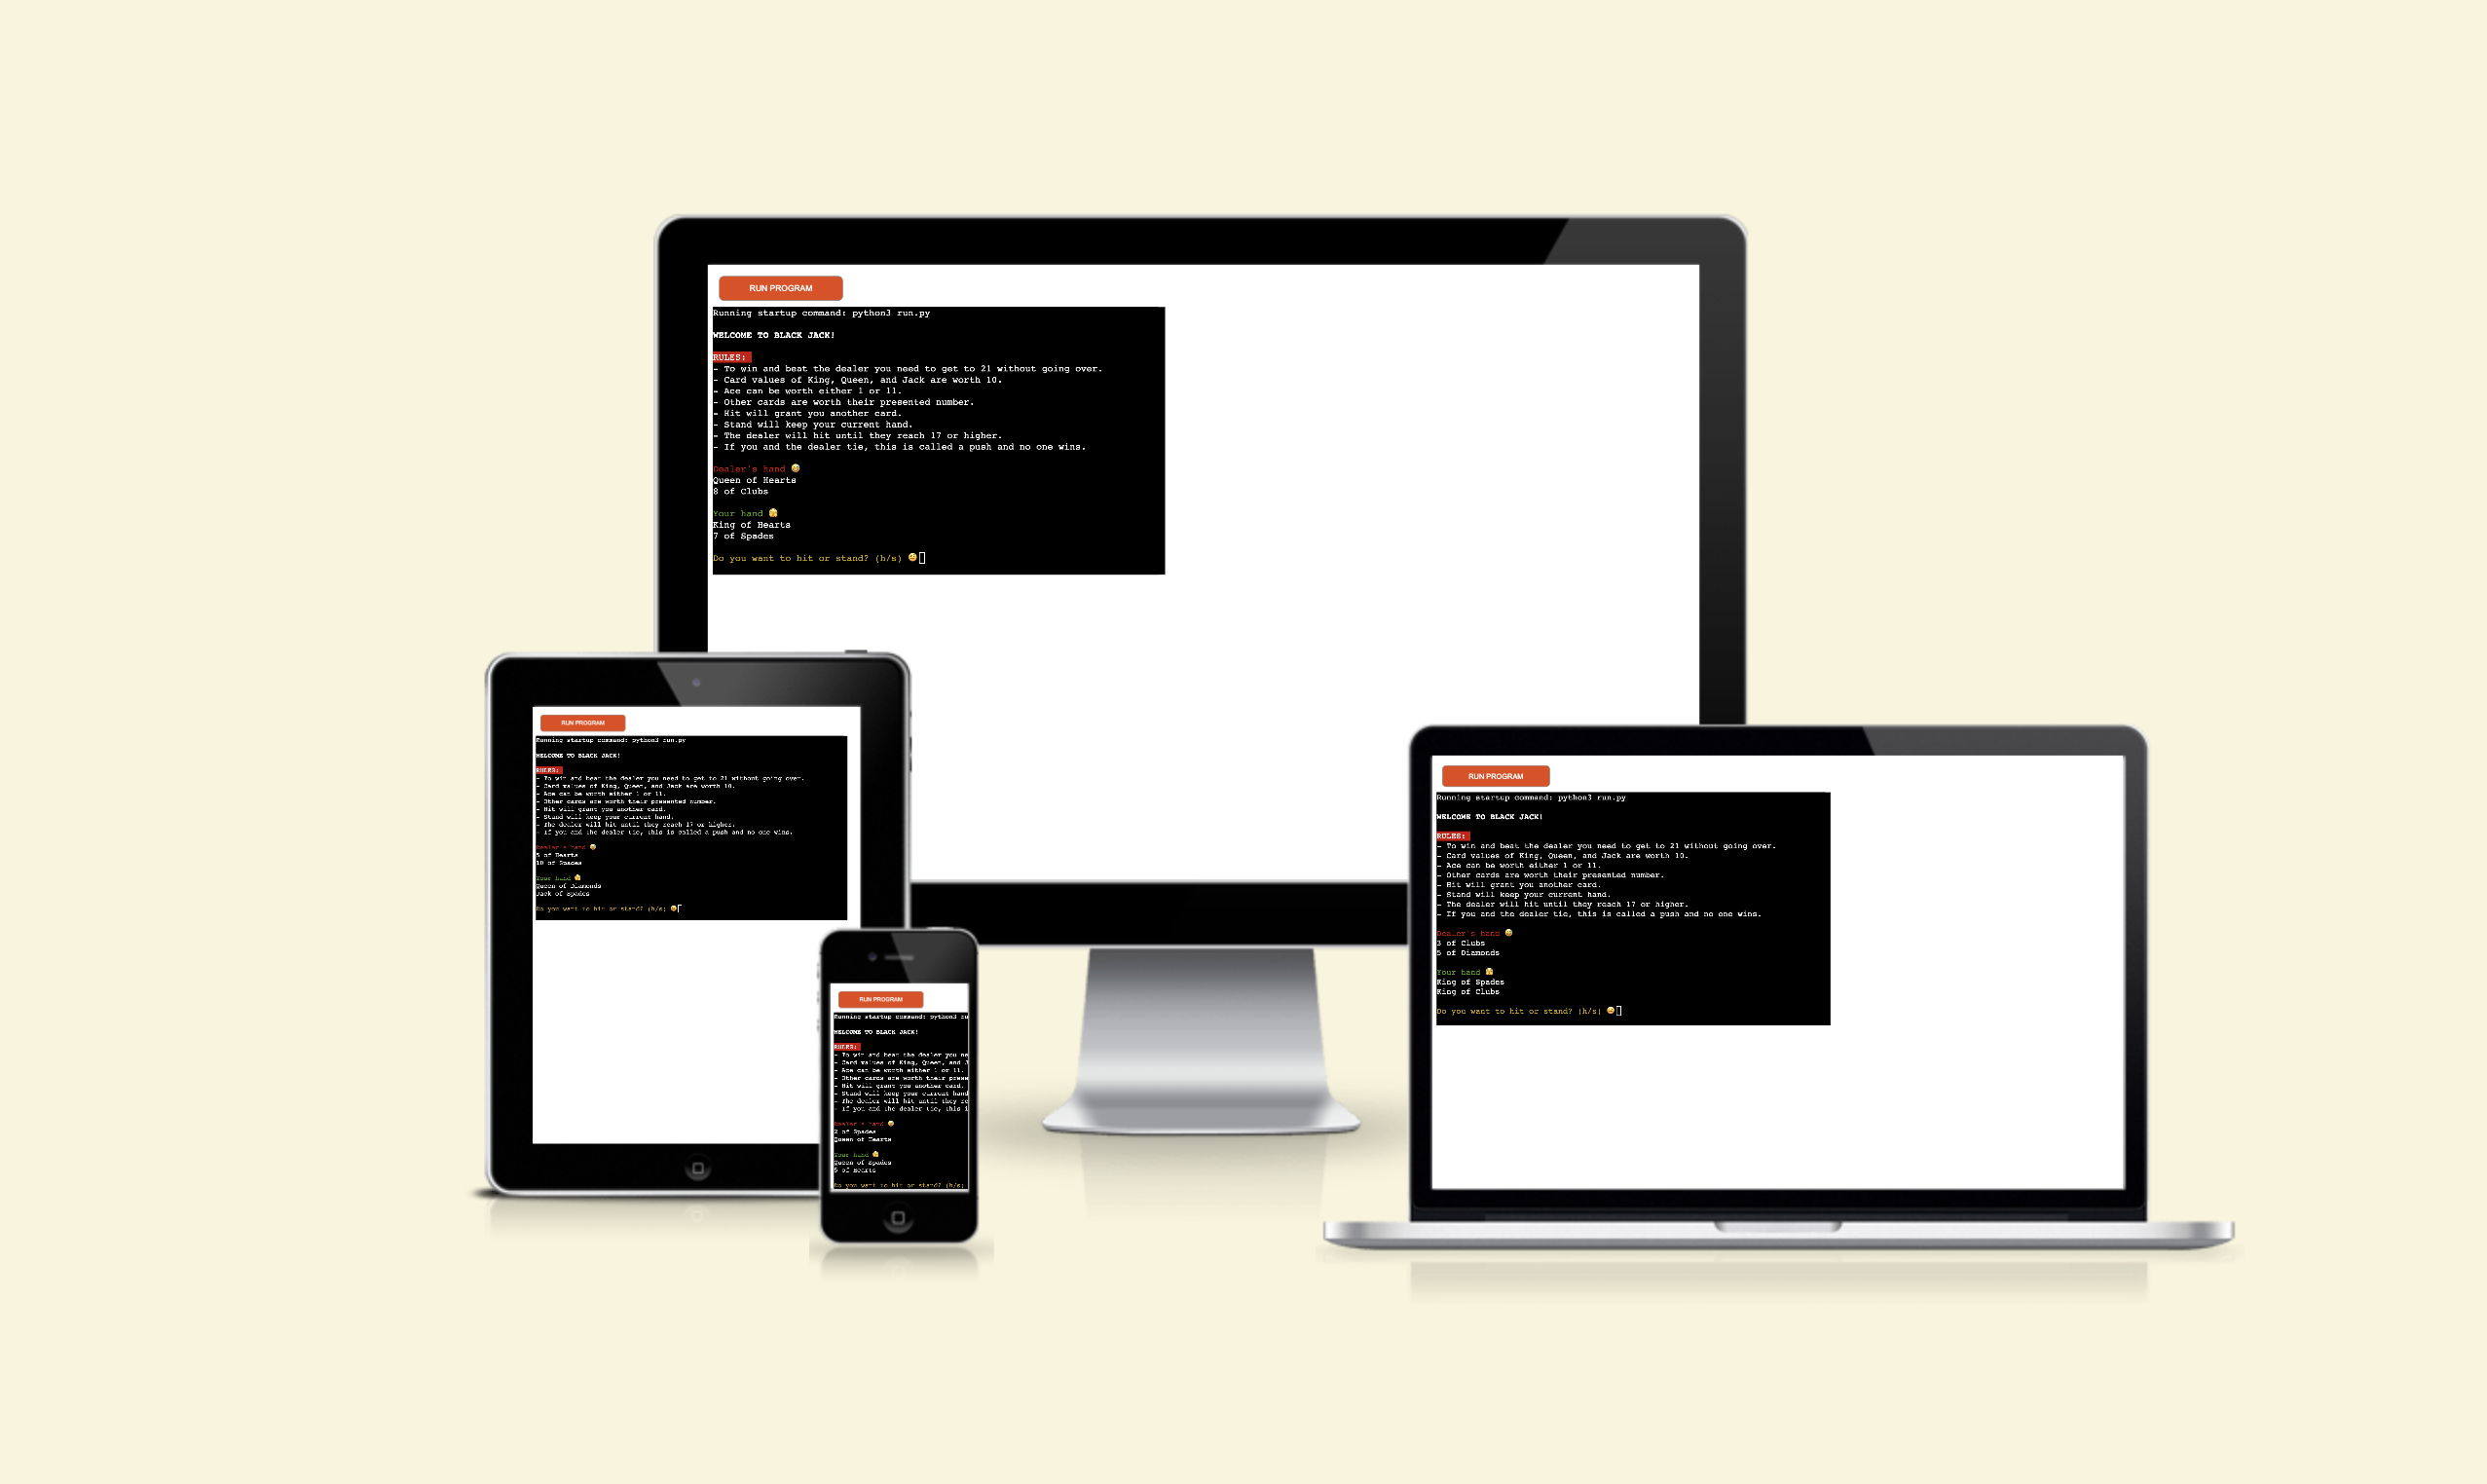 RUN PROGRAM
Running startup command: python3 run.py
WELCOME TO BLACK JACK!
RULES:
- To win and beat the dealer you need to get to 21 without going over.
- Card values of King, Queen, and Jack are worth 10.
- Ace can be worth either 1 or 11.
- Other cards are worth their presented number.
- Hit will grant you another card.
- Stand will keep your current hand.
- The dealer will hit until they reach 17 or higher.
- If you and the dealer tie, this is called a push and no one wins.
Dealer's hand 
Queen of Hearts
8 of Clubs
Your hand 
King of Hearts
7 of Spades
Do you want to hit or stand? (h/s)
RUN PROGRAM
Running startup command: python3 run.py
WELCOME TO BLACK JACK!
RULES:
- To win and beat the dealer you need to get to 21 without going over.
- Card values of King, Queen, and Jack are worth 10.
- Ace can be worth either 1 or 11.
- Other cards are worth their presented number.
- Hit will grant you another card.
- Stand will keep your current hand.
- The dealer will hit until they reach 17 or higher.
- If you and the dealer tie, this is called a push and no one wins.
Dealer's hand
5 of Hearts
10 of Spades
Your hand
Queen of Diamonds
Jack of Spades
Do you want to hit or stand? (h/s)
RUN PROGRAM
Running startup command: python3 ru
WELCOME TO BLACK JACK!
RULES:
- To win and beat the dealer you ne
- Card values of King, Queen, and J
- Ace can be worth either 1 or 11.
- Other cards are worth their prese
- Hit will grant you another card.
- Stand will keep your current hand
- The dealer will hit until they re
- If you and the dealer tie, this i
Dealer's hand
2 of Spades
Queen of Hearts
Your hand
Queen of Spades
of Hearts
Do you want to hit or stand? (h/s)
RUN PROGRAM
Running startup command: python3 run.py
WELCOME TO BLACK JACK!
RULES:
- To win and beat the dealer you need to get to 21 without going over.
- Card values of King, Queen, and Jack are worth 10.
- Ace can be worth either 1 or 11.
- Other cards are worth their presented number.
- Hit will grant you another card.
- Stand will keep your current hand.
- The dealer will hit until they reach 17 or higher.
- If you and the dealer tie, this is called a push and no one wins.
Dealer's hand
3 of Clubs
5 of Diamonds
Your hand
King of Spades
King of Clubs
Do you want to hit or stand? (h/s)